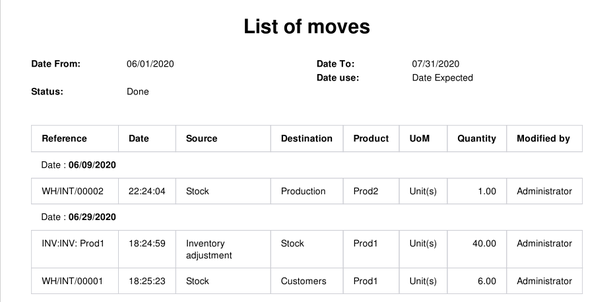 List of moves
Date From: 06/01/2020 Date To: 07/31/2020
Date use: Date Expected
Status: Done
Reference Date Source Destination Product UoM Quantity Modified by
Date : 06/09/2020
WH/INT/00002 22:24:04 Stock Production Prod2 Unit(s) 1.00 Administrator
Date : 06/29/2020
INV:INV: Prod1 18:24:59 Inventory Stock Prod1 Unit(s) 40.00 Administrator
adjustment
WH/INT/00001 18:25:23 Stock Customers Prod1 Unit(s) 6.00 Administrator